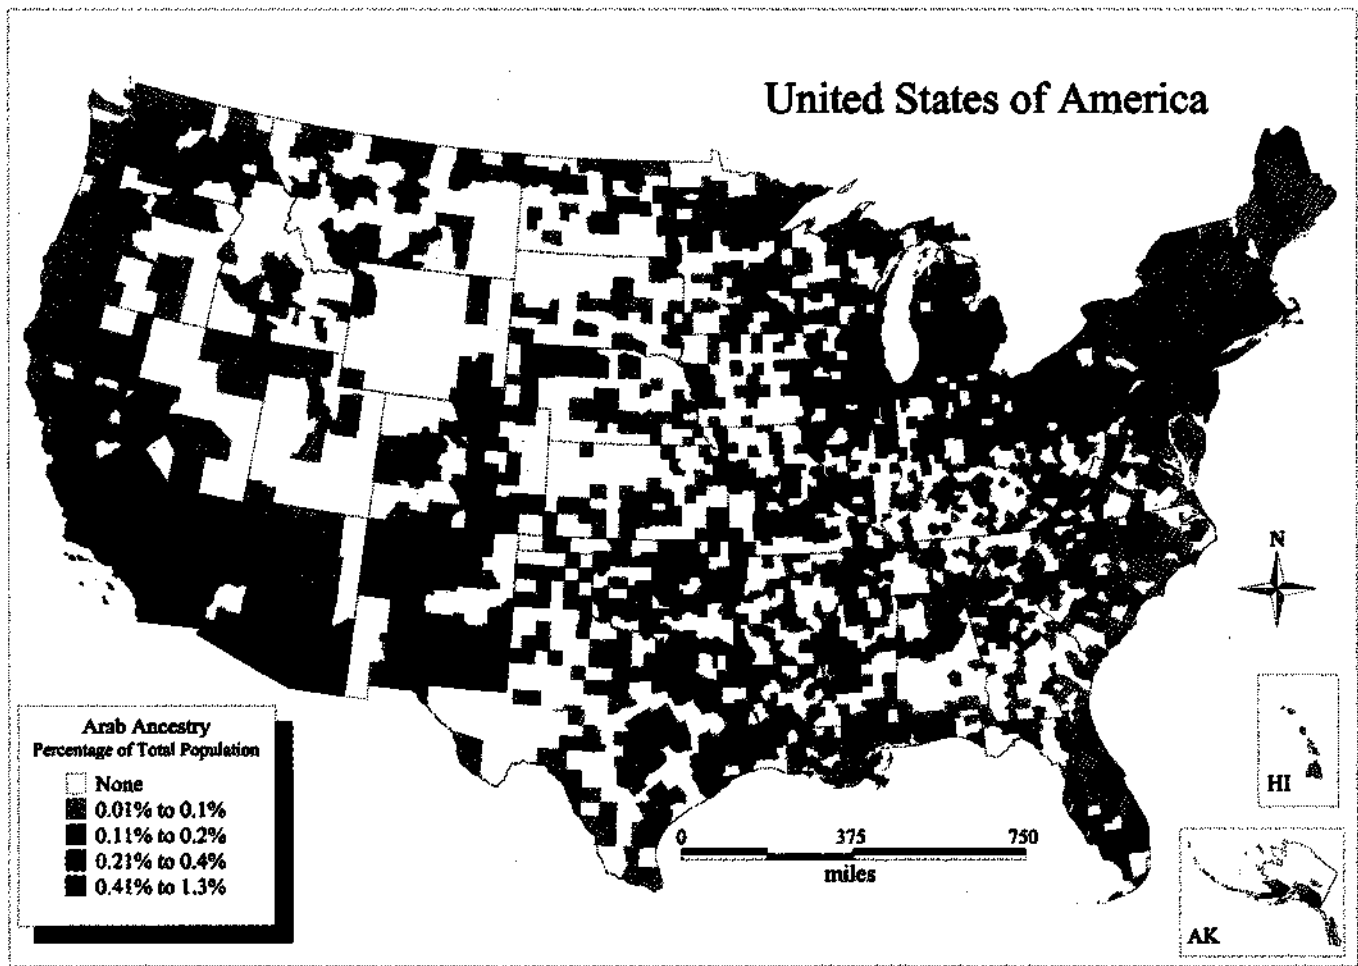 United States of America
N
Arab Ancestry
Percentage of Total Population
None
0.01% to 0.1%
0.11% to 0.2%
0.21% to 0.4%
0.41% to 1.3%
0 375 750
miles
HI
AK